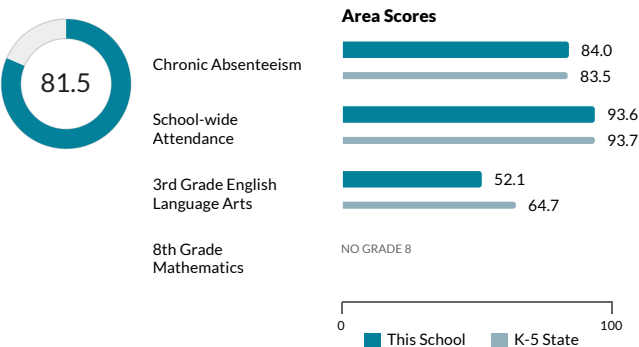 Area Scores
81.5
Chronic Absenteeism
84.0
83.5
School-wide
Attendance
93.6
93.7
3rd Grade English
Language Arts
52.1
64.7
8th Grade
Mathematics
NO GRADE 8
0
100
This School
K-5 State